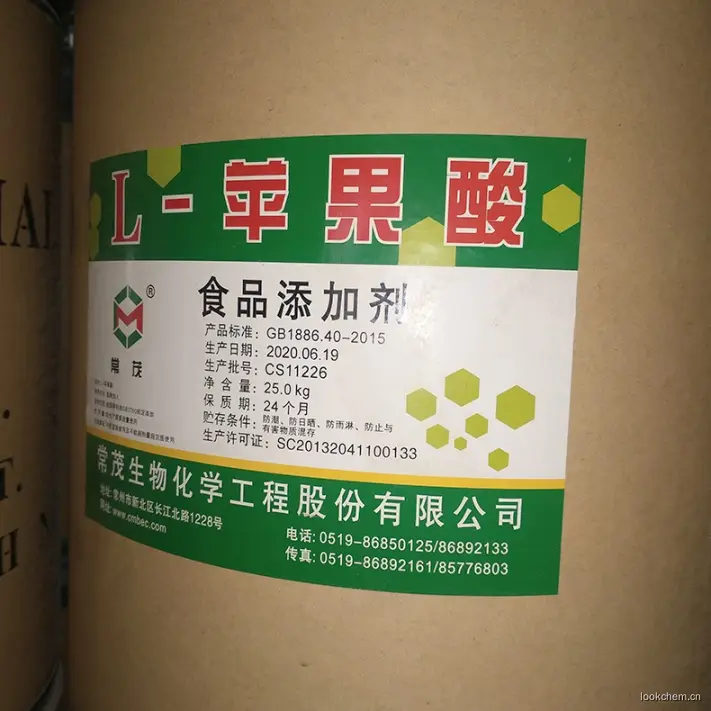 L-苹果酸
食品添加剂
产品标准: GB1886.40-2015
生产日期: 2020.06.19
生产批号: CS11226
净含量: 25.0kg
保质期: 24个月
贮存条件: 防潮、防日晒、防雨淋、防止与
有害物质混存
生产许可证: SC20132041100133
®
常茂
常茂生物化学工程股份有限公司
地址: 常州市新北区长江北路1228号
网址: www.cmbec.com
电话: 0519-86850125/86892133
传真: 0519-86892161/85776803
IAL
T.
H
lookchem.cn